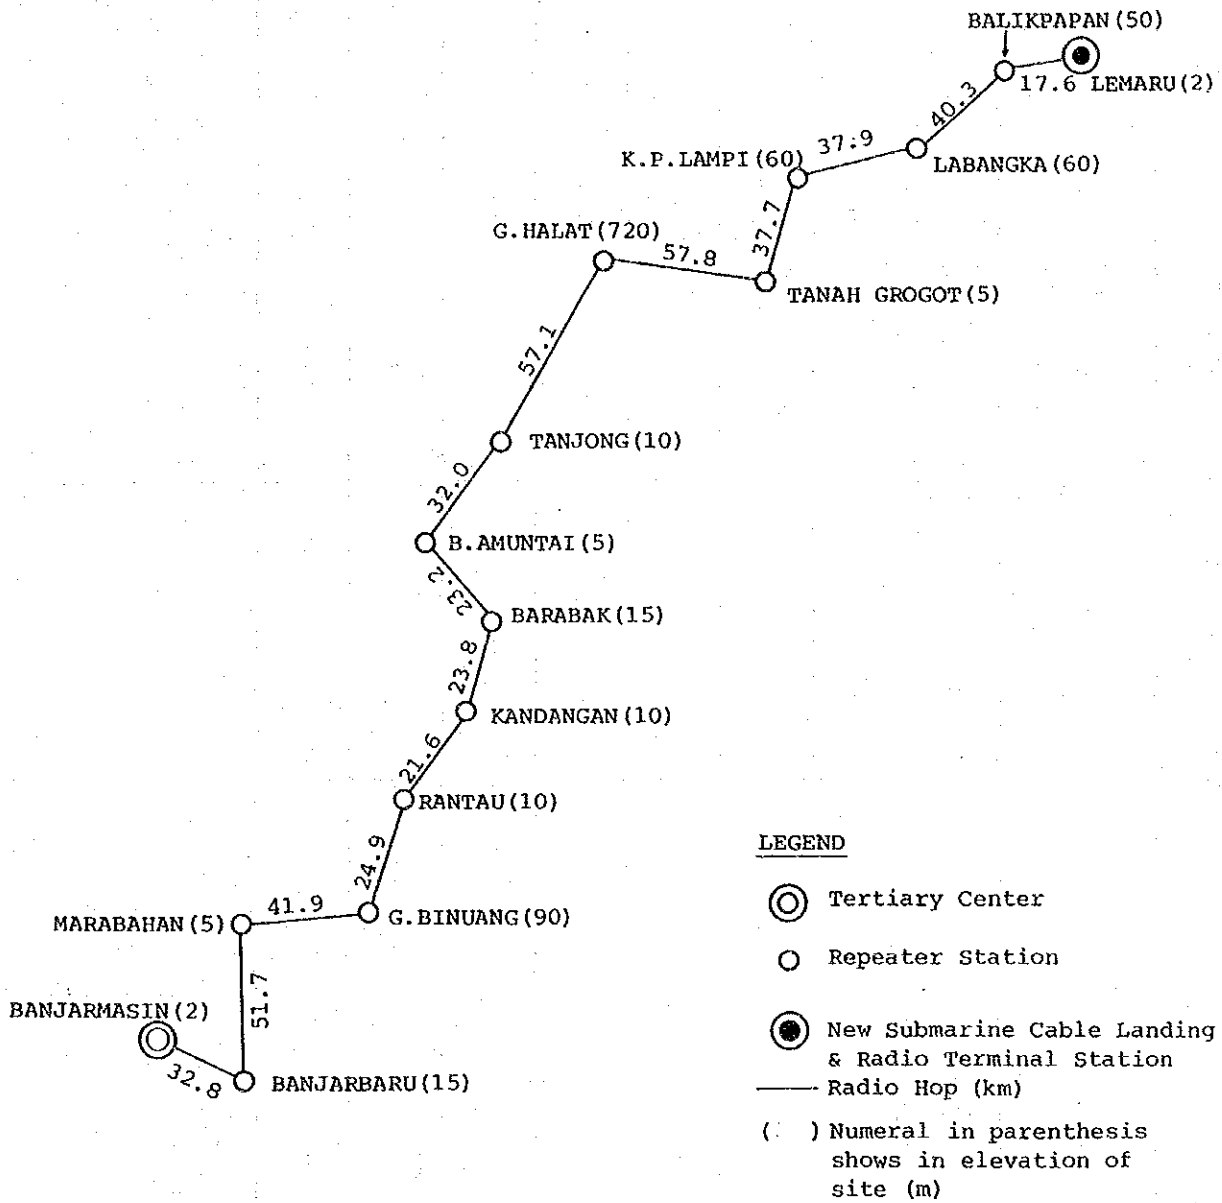 BALIKPAPAN(50)
17.6 LEMARU(2)
40.3
37.9
K.P.LAMPI(60)
LABANGKA(60)
37.7
G.HALAT(720)
57.8
TANAH GROGOT(5)
57.1
TANJONG(10)
32.0
B.AMUNTAI(5)
23.2
BARABAK(15)
23.8
KANDANGAN(10)
21.6
RANTAU(10)
24.9
41.9
G.BINUANG(90)
MARABAHAN(5)
51.7
BANJARMASIN(2)
32.8
BANJARBARU(15)
LEGEND
Tertiary Center
Repeater Station
New Submarine Cable Landing
& Radio Terminal Station
Radio Hop (km)
( ) Numeral in parenthesis
shows in elevation of
site (m)